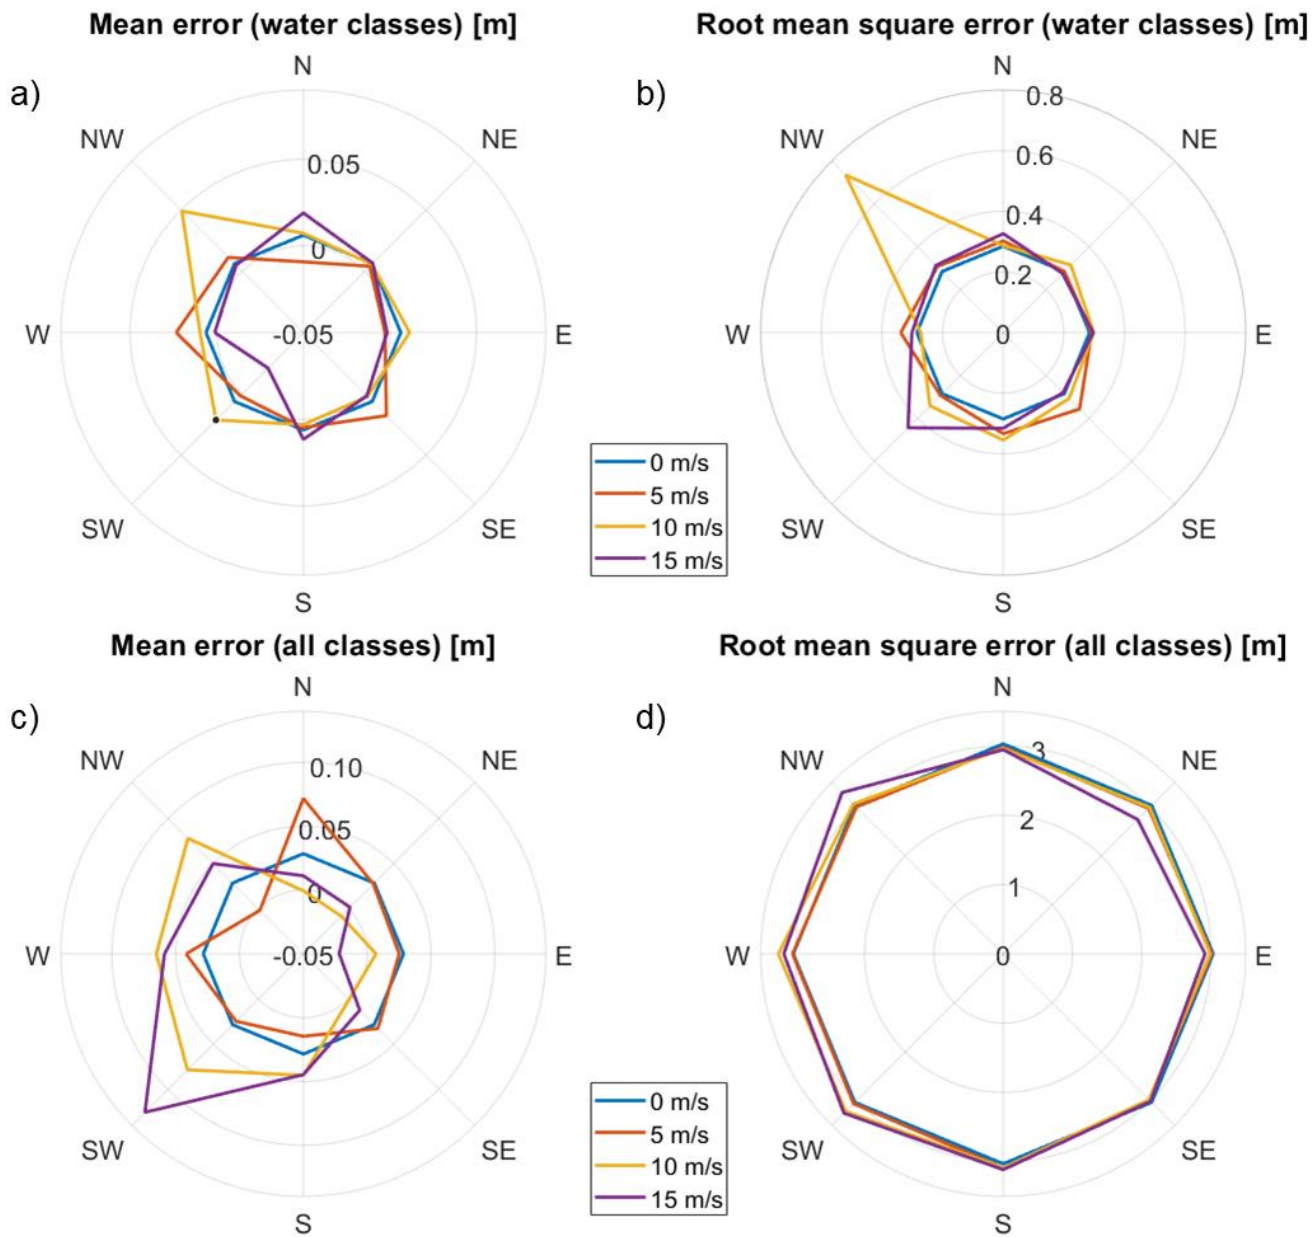 Mean error (water classes) [m]
Root mean square error (water classes) [m]
a)
N
NE
E
SE
S
SW
W
NW
0.05
0
-0.05
b)
N
NE
E
SE
S
SW
W
NW
0.8
0.6
0.4
0.2
0
0 m/s
5 m/s
10 m/s
15 m/s
Mean error (all classes) [m]
Root mean square error (all classes) [m]
c)
N
NE
E
SE
S
SW
W
NW
0.10
0.05
0
-0.05
d)
N
NE
E
SE
S
SW
W
NW
3
2
1
0
0 m/s
5 m/s
10 m/s
15 m/s